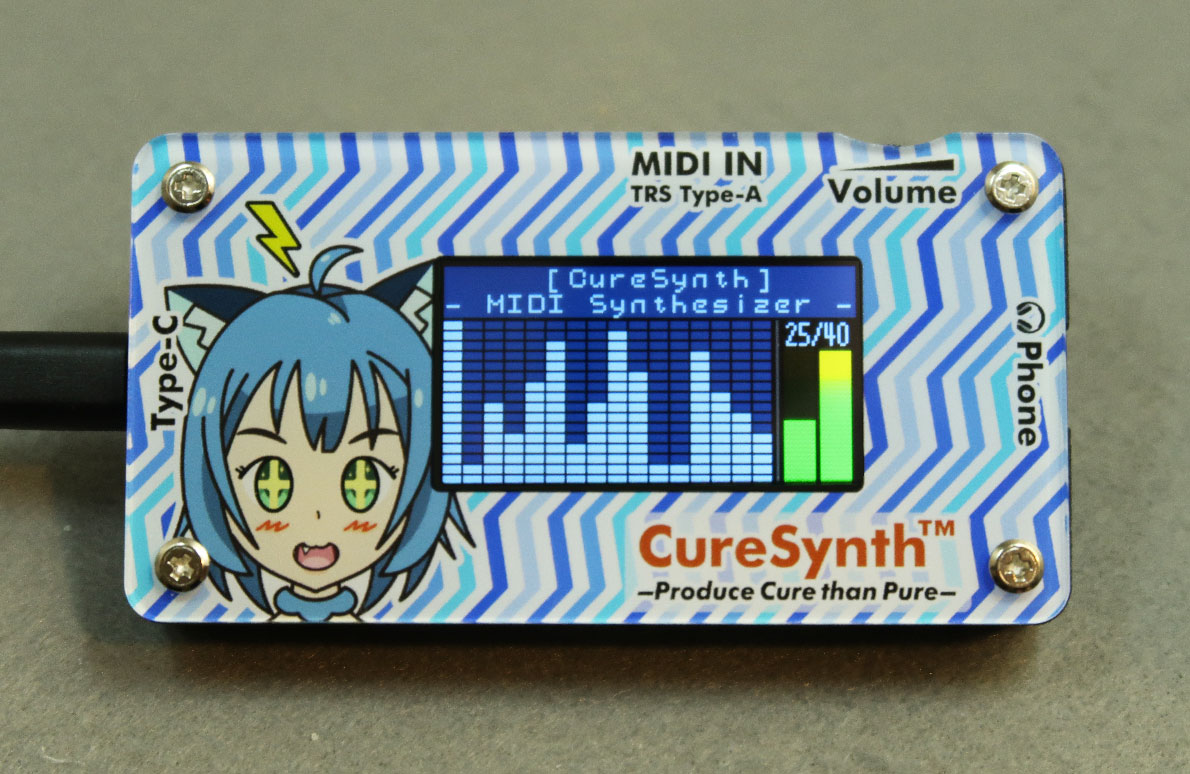 MIDI IN
TRS Type-A
Volume
Type-C
[CureSynth]
- MIDI Synthesizer -
25/40
Phone
CureSynth™
–Produce Cure than Pure–